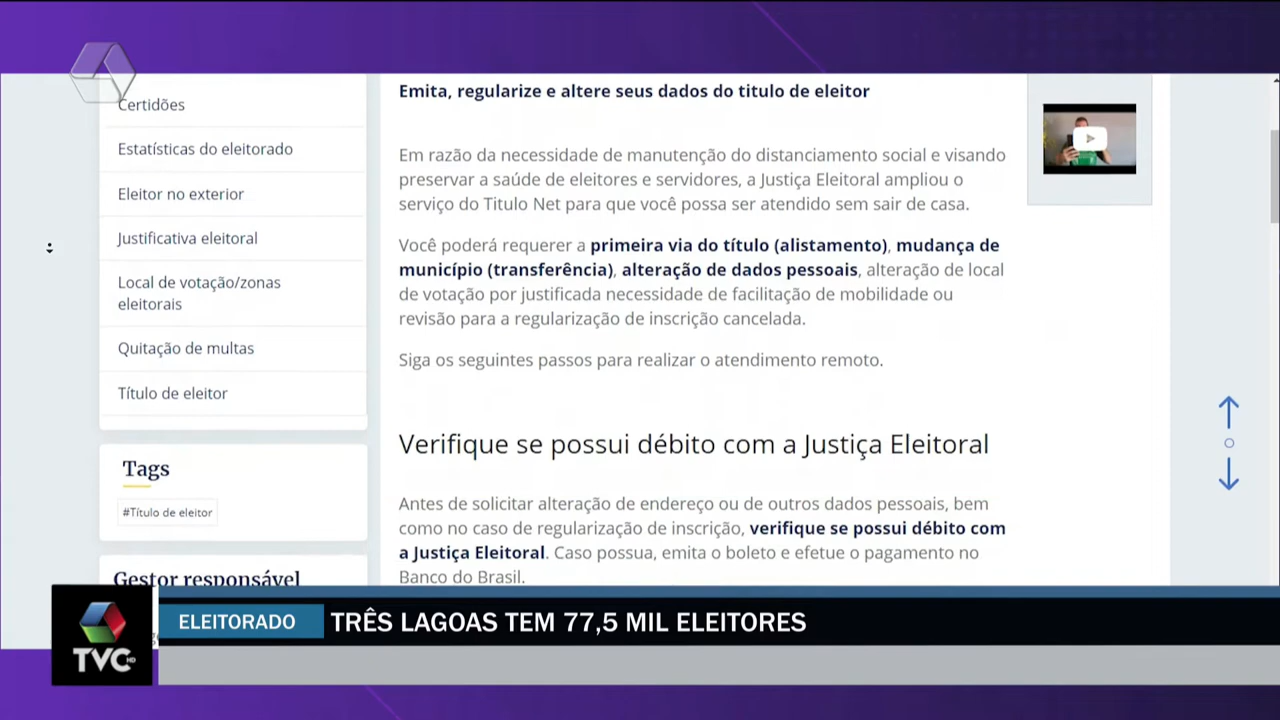 Certidões
Estatísticas do eleitorado
Eleitor no exterior
Justificativa eleitoral
Local de votação/zonas
eleitorais
Quitação de multas
Título de eleitor
Tags
#Título de eleitor
Gestor responsável
Emita, regularize e altere seus dados do titulo de eleitor
Em razão da necessidade de manutenção do distanciamento social e visando
preservar a saúde de eleitores e servidores, a Justiça Eleitoral ampliou o
serviço do Titulo Net para que você possa ser atendido sem sair de casa.
Você poderá requerer a primeira via do título (alistamento), mudança de
município (transferência), alteração de dados pessoais, alteração de local
de votação por justificada necessidade de facilitação de mobilidade ou
revisão para a regularização de inscrição cancelada.
Siga os seguintes passos para realizar o atendimento remoto.
Verifique se possui débito com a Justiça Eleitoral
Antes de solicitar alteração de endereço ou de outros dados pessoais, bem
como no caso de regularização de inscrição, verifique se possui débito com
a Justiça Eleitoral. Caso possua, emita o boleto e efetue o pagamento no
Banco do Brasil.
ELEITORADO
TRÊS LAGOAS TEM 77,5 MIL ELEITORES
TVC HD